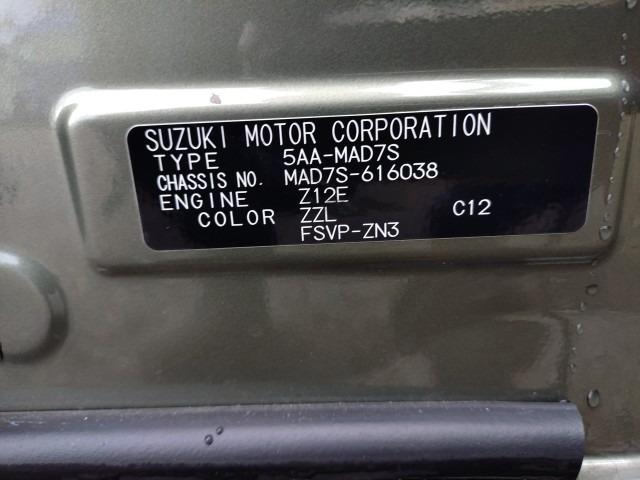 SUZUKI MOTOR CORPORATION
TYPE 5AA-MAD7S
CHASSIS NO. MAD7S-616038
ENGINE Z12E
COLOR ZZL C12
FSVP-ZN3